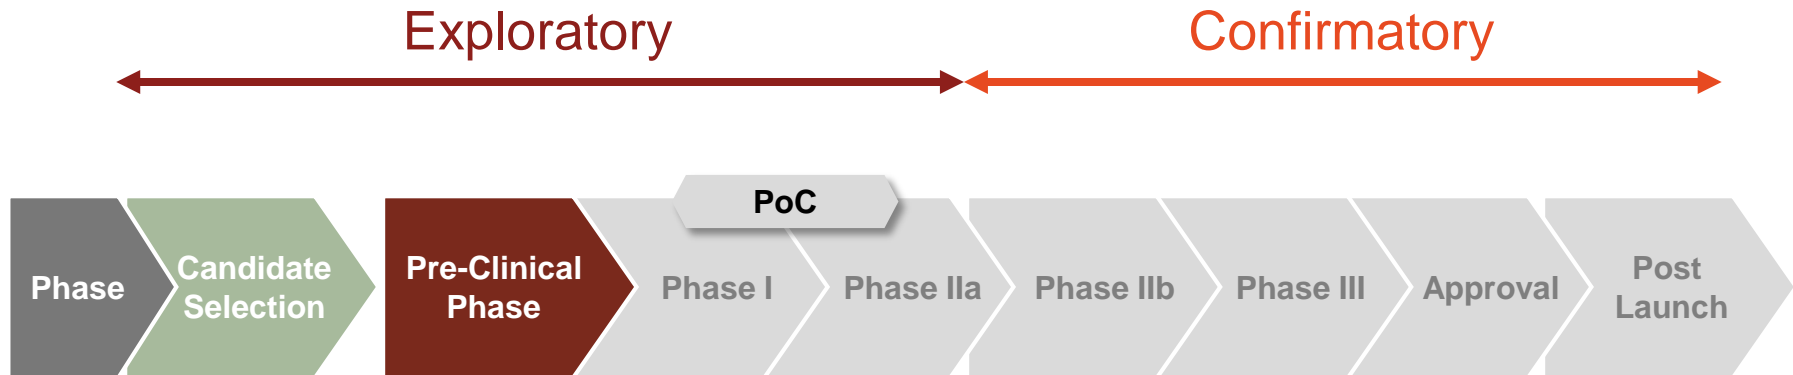 Exploratory
Confirmatory
PoC
Phase
Candidate
Selection
Pre-Clinical
Phase
Phase I
Phase IIa
Phase IIb
Phase III
Approval
Post
Launch